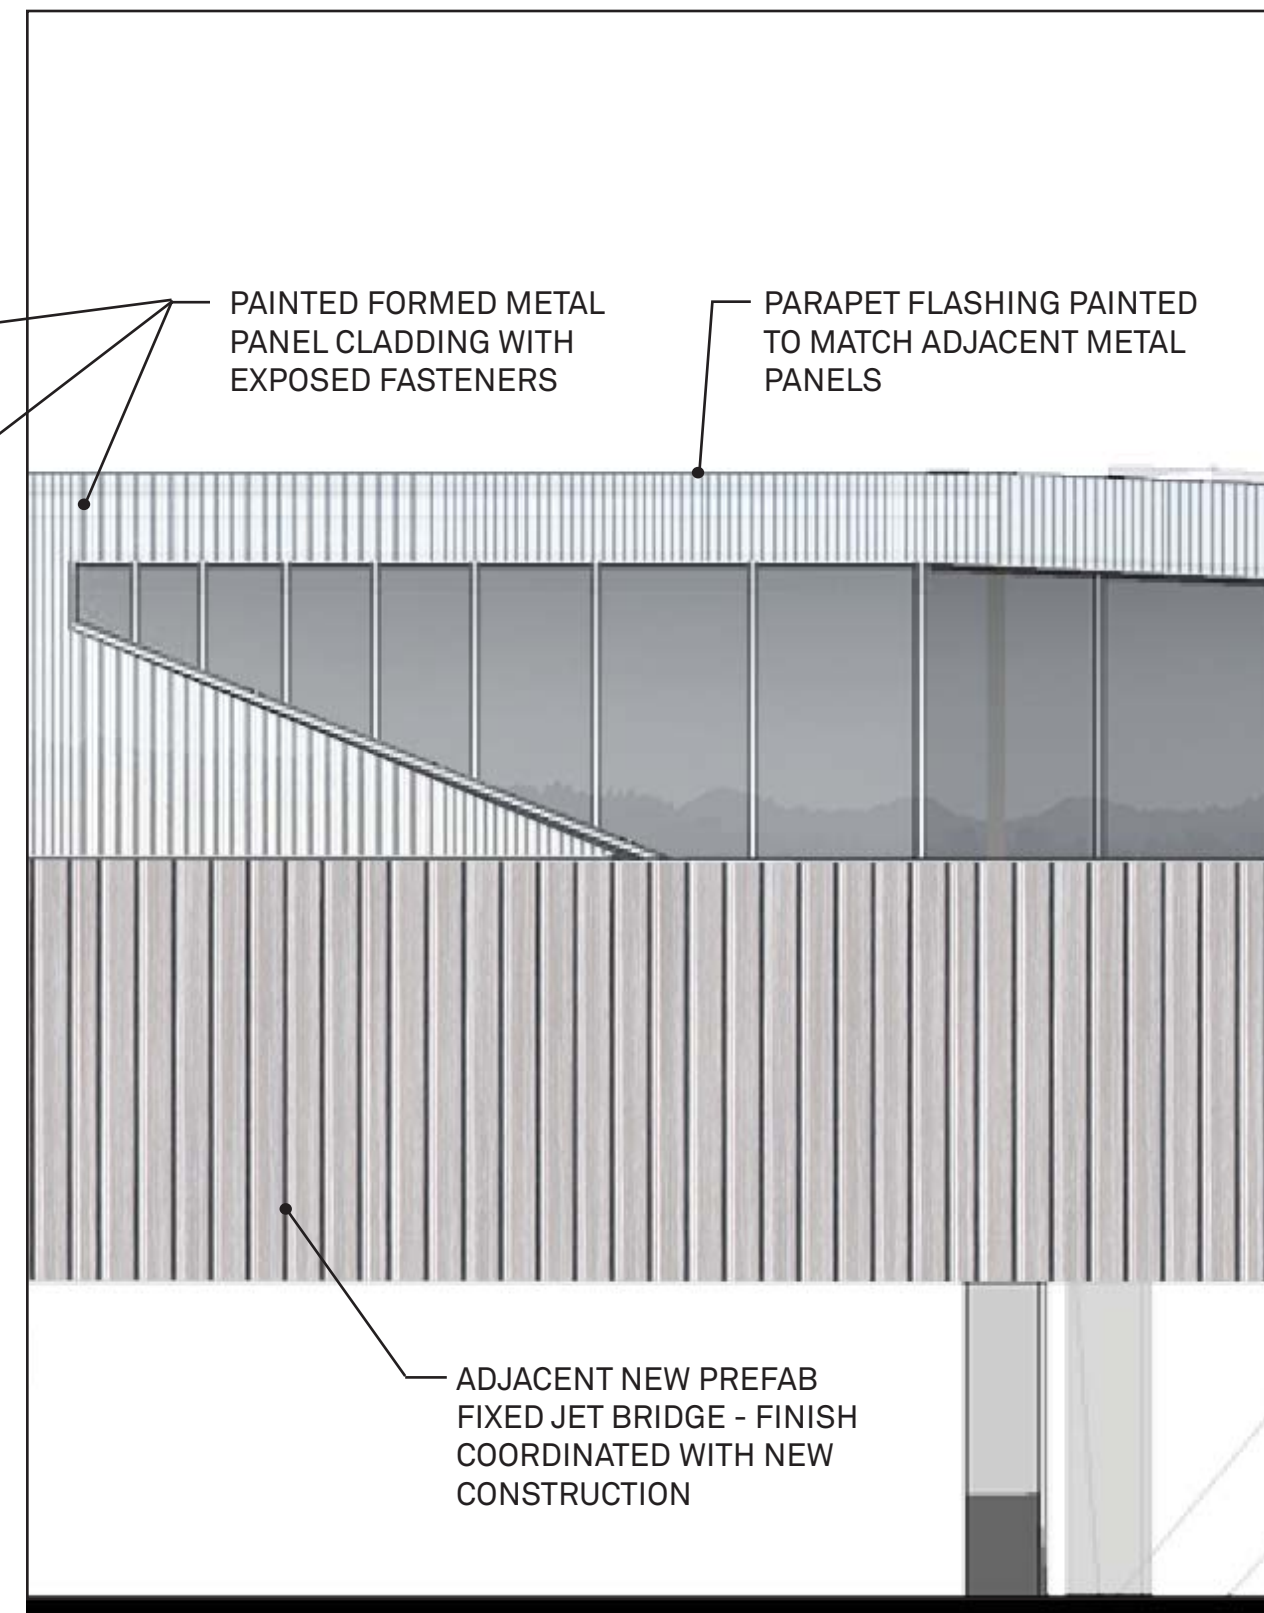 PAINTED FORMED METAL
PANEL CLADDING WITH
EXPOSED FASTENERS
PARAPET FLASHING PAINTED
TO MATCH ADJACENT METAL
PANELS
ADJACENT NEW PREFAB
FIXED JET BRIDGE - FINISH
COORDINATED WITH NEW
CONSTRUCTION